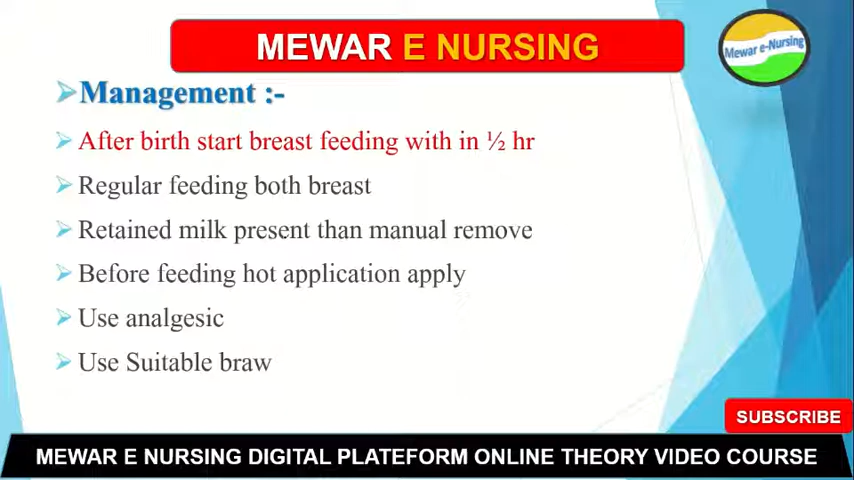 MEWAR E NURSING
Mewar e-Nursing
Management :-
After birth start breast feeding with in ½ hr
Regular feeding both breast
Retained milk present than manual remove
Before feeding hot application apply
Use analgesic
Use Suitable braw
SUBSCRIBE
MEWAR E NURSING DIGITAL PLATEFORM ONLINE THEORY VIDEO COURSE